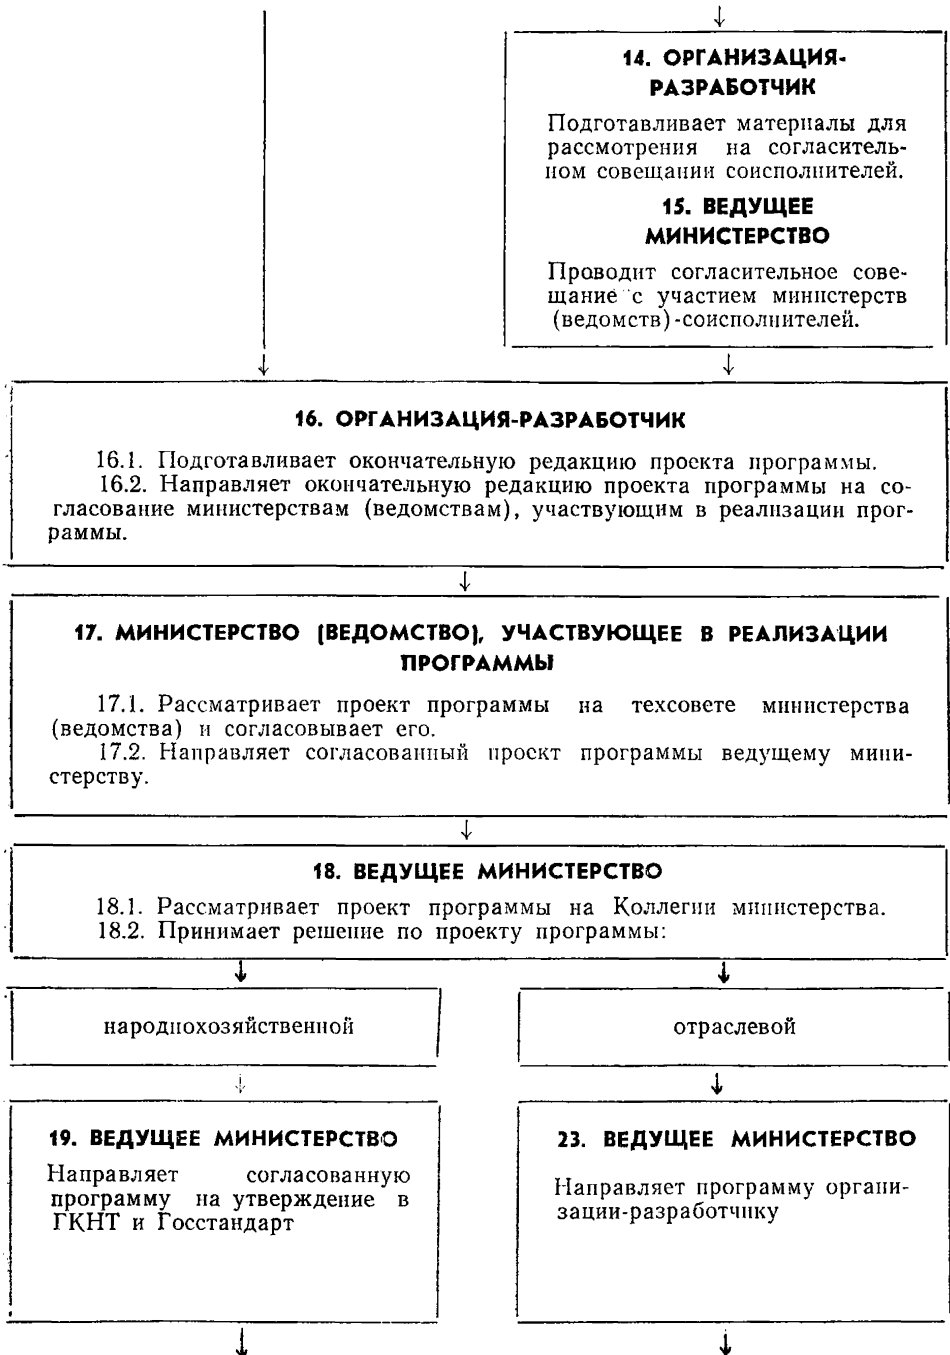 14. ОРГАНИЗАЦИЯ-
РАЗРАБОТЧИК
Подготавливает материалы для
рассмотрения на согласитель-
ном совещании соисполнителей.
15. ВЕДУЩЕЕ
МИНИСТЕРСТВО
Проводит согласительное сове-
щание с участием министерств
(ведомств)-соисполнителей.
16. ОРГАНИЗАЦИЯ-РАЗРАБОТЧИК
16.1. Подготавливает окончательную редакцию проекта программы.
16.2. Направляет окончательную редакцию проекта программы на со-
гласование министерствам (ведомствам), участвующим в реализации прог-
раммы.
17. МИНИСТЕРСТВО (ВЕДОМСТВО), УЧАСТВУЮЩЕЕ В РЕАЛИЗАЦИИ
ПРОГРАММЫ
17.1. Рассматривает проект программы на техсовете министерства
(ведомства) и согласовывает его.
17.2. Направляет согласованный проект программы ведущему мини-
стерству.
18. ВЕДУЩЕЕ МИНИСТЕРСТВО
18.1. Рассматривает проект программы на Коллегии министерства.
18.2. Принимает решение по проекту программы:
народнохозяйственной
отраслевой
19. ВЕДУЩЕЕ МИНИСТЕРСТВО
Направляет согласованную
программу на утверждение в
ГКНТ и Госстандарт
23. ВЕДУЩЕЕ МИНИСТЕРСТВО
Направляет программу органи-
зации-разработчику